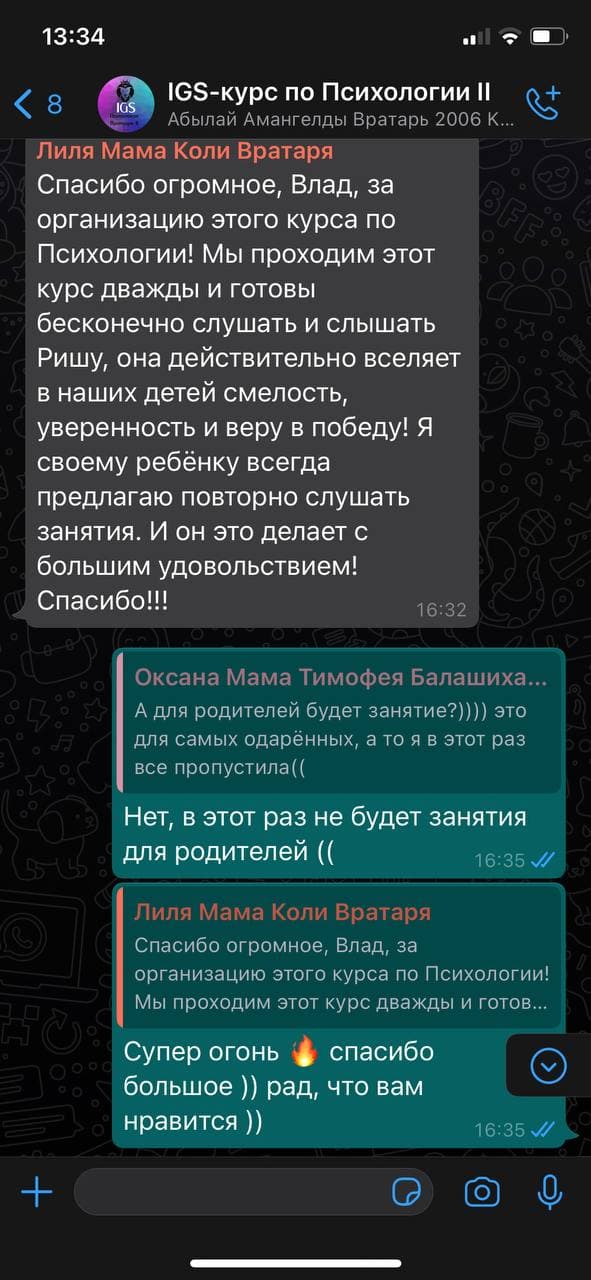 13:34
8
IGS-курс по Психологии II
Абылай Амангелды Вратарь 2006 К...
IGS
Лиля Мама Коли Вратаря
Спасибо огромное, Влад, за
организацию этого курса по
Психологии! Мы проходим этот
курс дважды и готовы
бесконечно слушать и слышать
Ришу, она действительно вселяет
в наших детей смелость,
уверенность и веру в победу! Я
своему ребёнку всегда
предлагаю повторно слушать
занятия. И он это делает с
большим удовольствием!
Спасибо!!!
16:32
Оксана Мама Тимофея Балашиха...
А для родителей будет занятие?)))) это
для самых одарённых, а то я в этот раз
все пропустила((
Нет, в этот раз не будет занятия
для родителей ((
16:35
Лиля Мама Коли Вратаря
Спасибо огромное, Влад, за
организацию этого курса по Психологии!
Мы проходим этот курс дважды и готов...
Супер огонь 🔥 спасибо
большое )) рад, что вам
нравится ))
16:35